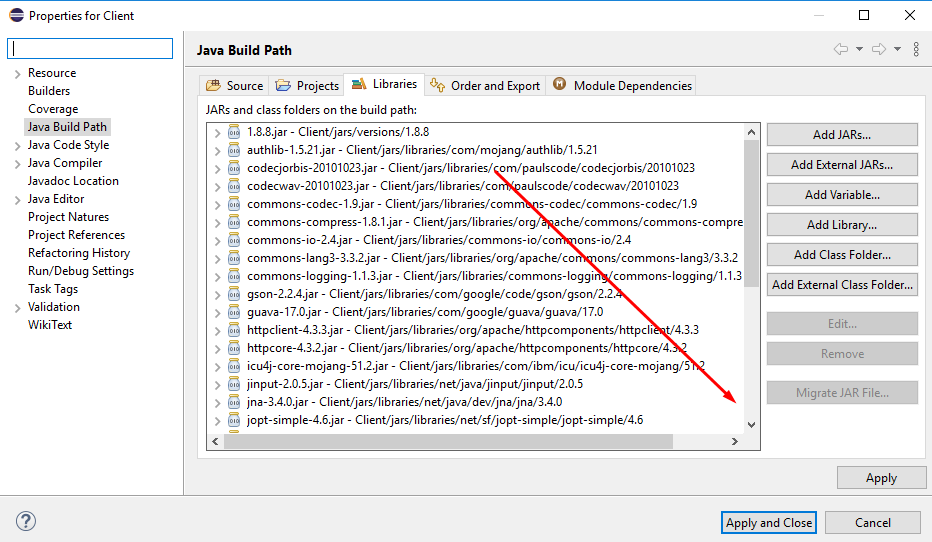 Properties for Client
Resource
Builders
Coverage
Java Build Path
Java Code Style
Java Compiler
Javadoc Location
Java Editor
Project Natures
Project References
Refactoring History
Run/Debug Settings
Task Tags
Validation
WikiText
Java Build Path
Source
Projects
Libraries
Order and Export
Module Dependencies
JARs and class folders on the build path:
1.8.8.jar - Client/jars/versions/1.8.8
authlib-1.5.21.jar - Client/jars/libraries/com/mojang/authlib/1.5.21
codecjorbis-20101023.jar - Client/jars/libraries/com/paulscode/codecjorbis/20101023
codecwav-20101023.jar - Client/jars/libraries/com/paulscode/codecwav/20101023
commons-codec-1.9.jar - Client/jars/libraries/commons-codec/commons-codec/1.9
commons-compress-1.8.1.jar - Client/jars/libraries/org/apache/commons/commons-compre
commons-io-2.4.jar - Client/jars/libraries/commons-io/commons-io/2.4
commons-lang3-3.3.2.jar - Client/jars/libraries/org/apache/commons/commons-lang3/3.3.2
commons-logging-1.1.3.jar - Client/jars/libraries/commons-logging/commons-logging/1.1.3
gson-2.2.4.jar - Client/jars/libraries/com/google/code/gson/gson/2.2.4
guava-17.0.jar - Client/jars/libraries/com/google/guava/guava/17.0
httpclient-4.3.3.jar - Client/jars/libraries/org/apache/httpcomponents/httpclient/4.3.3
httpcore-4.3.2.jar - Client/jars/libraries/org/apache/httpcomponents/httpcore/4.3.2
icu4j-core-mojang-51.2.jar - Client/jars/libraries/com/ibm/icu/icu4j-core-mojang/51.2
jinput-2.0.5.jar - Client/jars/libraries/net/java/jinput/jinput/2.0.5
jna-3.4.0.jar - Client/jars/libraries/net/java/dev/jna/jna/3.4.0
jopt-simple-4.6.jar - Client/jars/libraries/net/sf/jopt-simple/jopt-simple/4.6
Add JARs...
Add External JARs...
Add Variable...
Add Library...
Add Class Folder...
Add External Class Folder...
Edit...
Remove
Migrate JAR File...
Apply
Apply and Close
Cancel